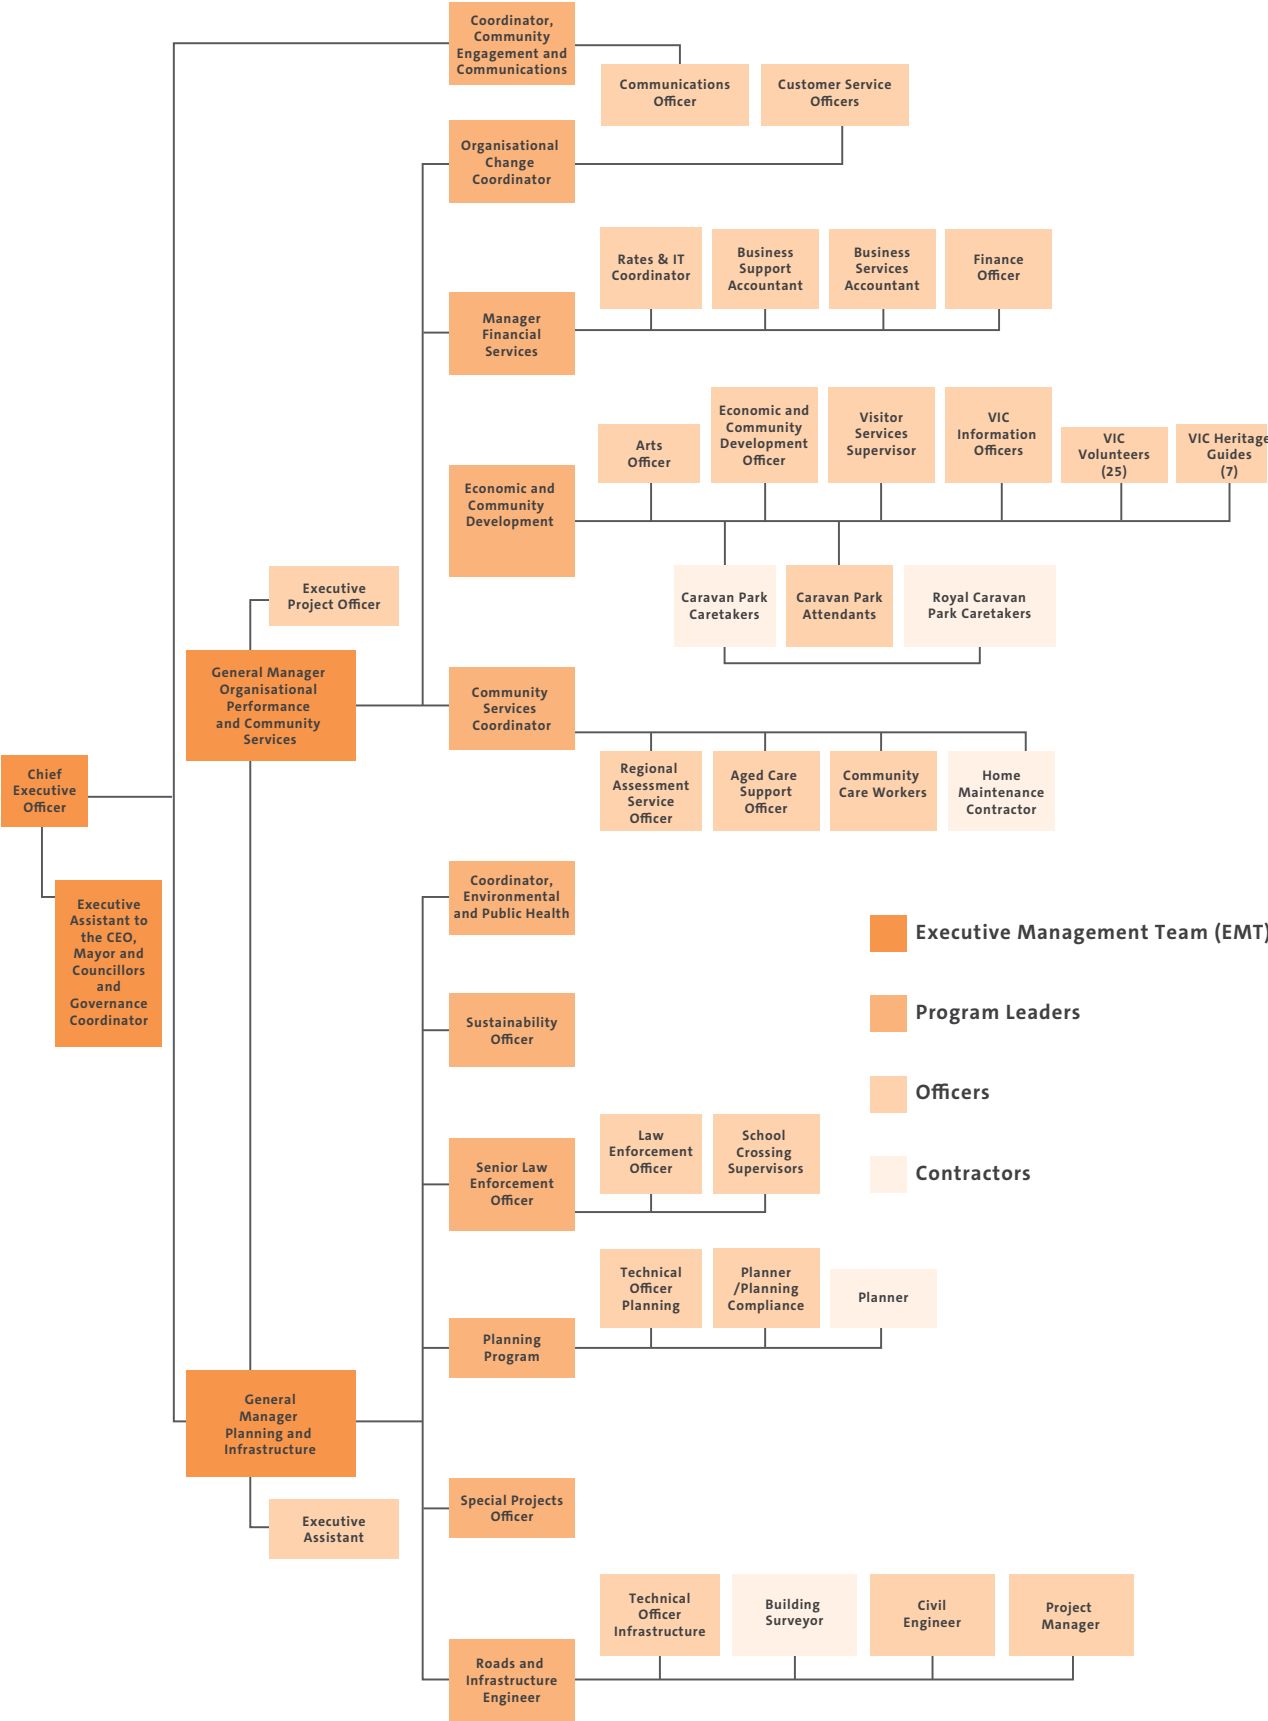 Coordinator,
Community
Engagement and
Communications
Communications
Officer
Customer Service
Officers
Organisational
Change
Coordinator
Rates & IT
Coordinator
Business
Support
Accountant
Business
Services
Accountant
Finance
Officer
Manager
Financial
Services
Arts
Officer
Economic and
Community
Development
Officer
Visitor
Services
Supervisor
VIC
Information
Officers
VIC
Volunteers
(25)
VIC Heritage
Guides
(7)
Economic and
Community
Development
Caravan Park
Caretakers
Caravan Park
Attendants
Royal Caravan
Park Caretakers
Executive
Project Officer
General Manager
Organisational
Performance
and Community
Services
Community
Services
Coordinator
Regional
Assessment
Service
Officer
Aged Care
Support
Officer
Community
Care Workers
Home
Maintenance
Contractor
Chief
Executive
Officer
Executive
Assistant to
the CEO,
Mayor and
Councillors
and
Governance
Coordinator
Coordinator,
Environmental
and Public Health
Executive Management Team (EMT)
Program Leaders
Officers
Contractors
Sustainability
Officer
Law
Enforcement
Officer
School
Crossing
Supervisors
Senior Law
Enforcement
Officer
Technical
Officer
Planning
Planner
/Planning
Compliance
Planner
Planning
Program
General
Manager
Planning and
Infrastructure
Executive
Assistant
Special Projects
Officer
Technical
Officer
Infrastructure
Building
Surveyor
Civil
Engineer
Project
Manager
Roads and
Infrastructure
Engineer